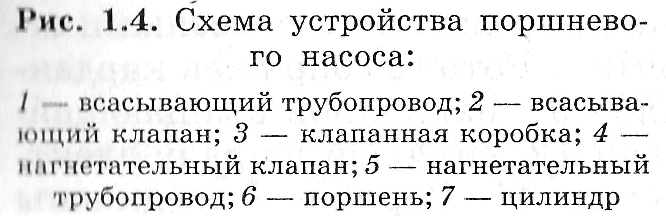 Рис. 1.4. Схема устройства поршнево-
го насоса:
1 — всасывающий трубопровод; 2 — всасыва-
ющий клапан; 3 — клапанная коробка; 4 —
нагнетательный клапан; 5 — нагнетательный
трубопровод; 6 — поршень; 7 — цилиндр